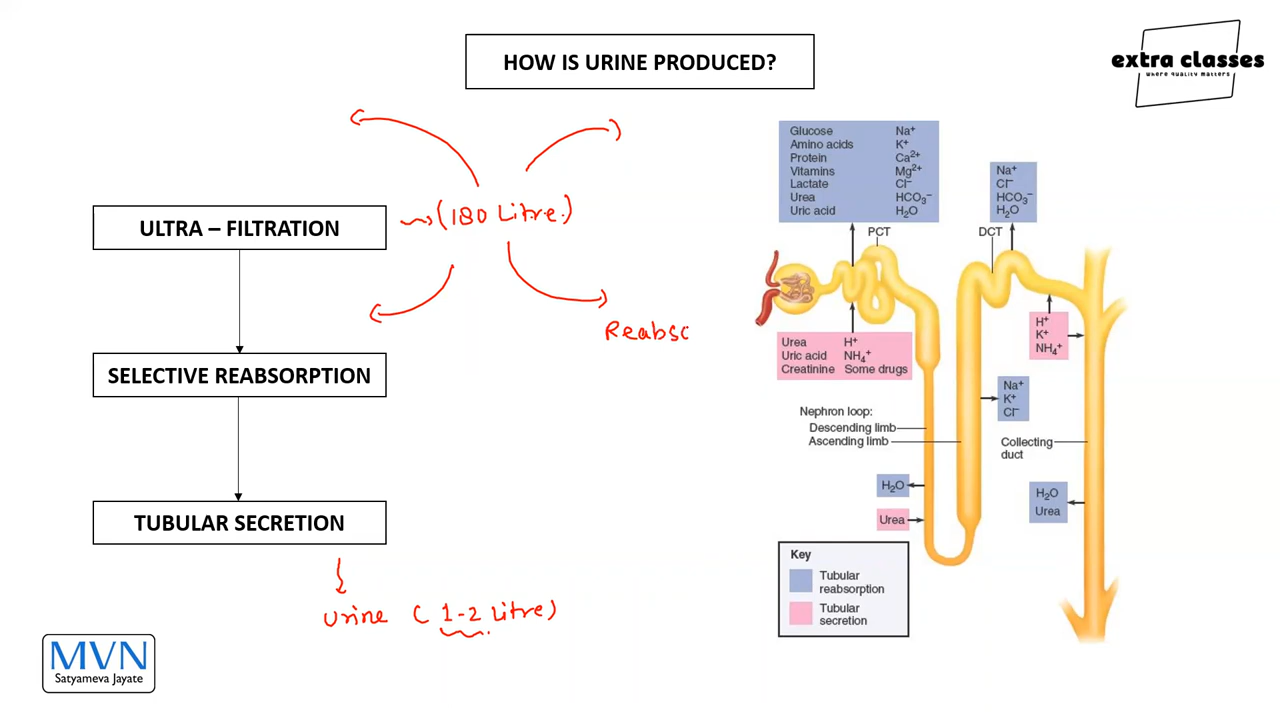 HOW IS URINE PRODUCED?
extra classes
where quality matters
ULTRA – FILTRATION
(180 Litre.)
Reabso
SELECTIVE REABSORPTION
TUBULAR SECRETION
urine ( 1-2 Litre)
MVN
Satyameva Jayate
Glucose Na⁺
Amino acids K⁺
Protein Ca²⁺
Vitamins Mg²⁺
Lactate Cl⁻
Urea HCO₃⁻
Uric acid H₂O
PCT
Na⁺
Cl⁻
HCO₃⁻
H₂O
DCT
Urea H⁺
Uric acid NH₄⁺
Creatinine Some drugs
H⁺
K⁺
NH₄⁺
Na⁺
K⁺
Cl⁻
Nephron loop:
Descending limb
Ascending limb
Collecting
duct
H₂O
Urea
H₂O
Urea
Key
Tubular
reabsorption
Tubular
secretion